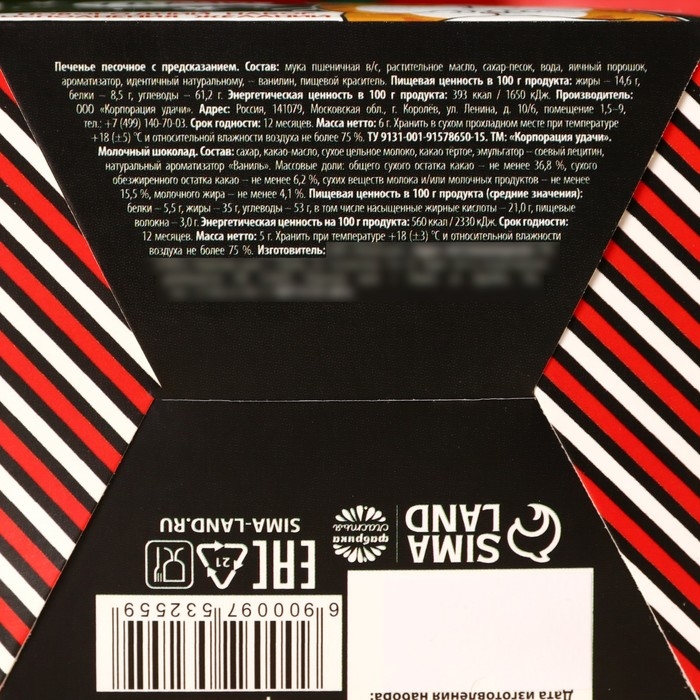 Печенье песочное с предсказанием. Состав: мука пшеничная в/с, растительное масло, сахар-песок, вода, яичный порошок,
ароматизатор, идентичный натуральному, – ванилин, пищевой краситель. Пищевая ценность в 100 г продукта: жиры – 14,6 г,
белки – 8,5 г, углеводы – 61,2 г. Энергетическая ценность в 100 г продукта: 393 ккал / 1650 кДж. Производитель:
ООО «Корпорация удачи». Адрес: Россия, 141079, Московская обл., г. Королёв, ул. Ленина, д. 10/6, помещение 1,5–9,
тел.: +7 (499) 140-70-03. Срок годности: 12 месяцев. Масса нетто: 6 г. Хранить в сухом прохладном месте при температуре
+18 (±5) °С и относительной влажности воздуха не более 75 %. ТУ 9131-001-91578650-15. ТМ: «Корпорация удачи».
Молочный шоколад. Состав: сахар, какао-масло, сухое цельное молоко, какао тёртое, эмульгатор – соевый лецитин,
натуральный ароматизатор «Ваниль». Массовые доли: общего сухого остатка какао – не менее 36,8 %, сухого
обезжиренного остатка какао – не менее 6,2 %, сухих веществ молока и/или молочных продуктов – не менее
15,5 %, молочного жира – не менее 4,1 %. Пищевая ценность в 100 г продукта (средние значения):
белки – 5,5 г, жиры – 35 г, углеводы – 53 г, в том числе насыщенные жирные кислоты – 21,0 г, пищевые
волокна – 3,0 г. Энергетическая ценность на 100 г продукта: 560 ккал / 2330 кДж. Срок годности:
12 месяцев. Масса нетто: 5 г. Хранить при температуре +18 (±3) °С и относительной влажности
воздуха не более 75 %. Изготовитель:
SIMA
LAND
фабрика
счастья
SIMA-LAND.RU
EAC
21
6 900097 532559
Дата изготовления набора: